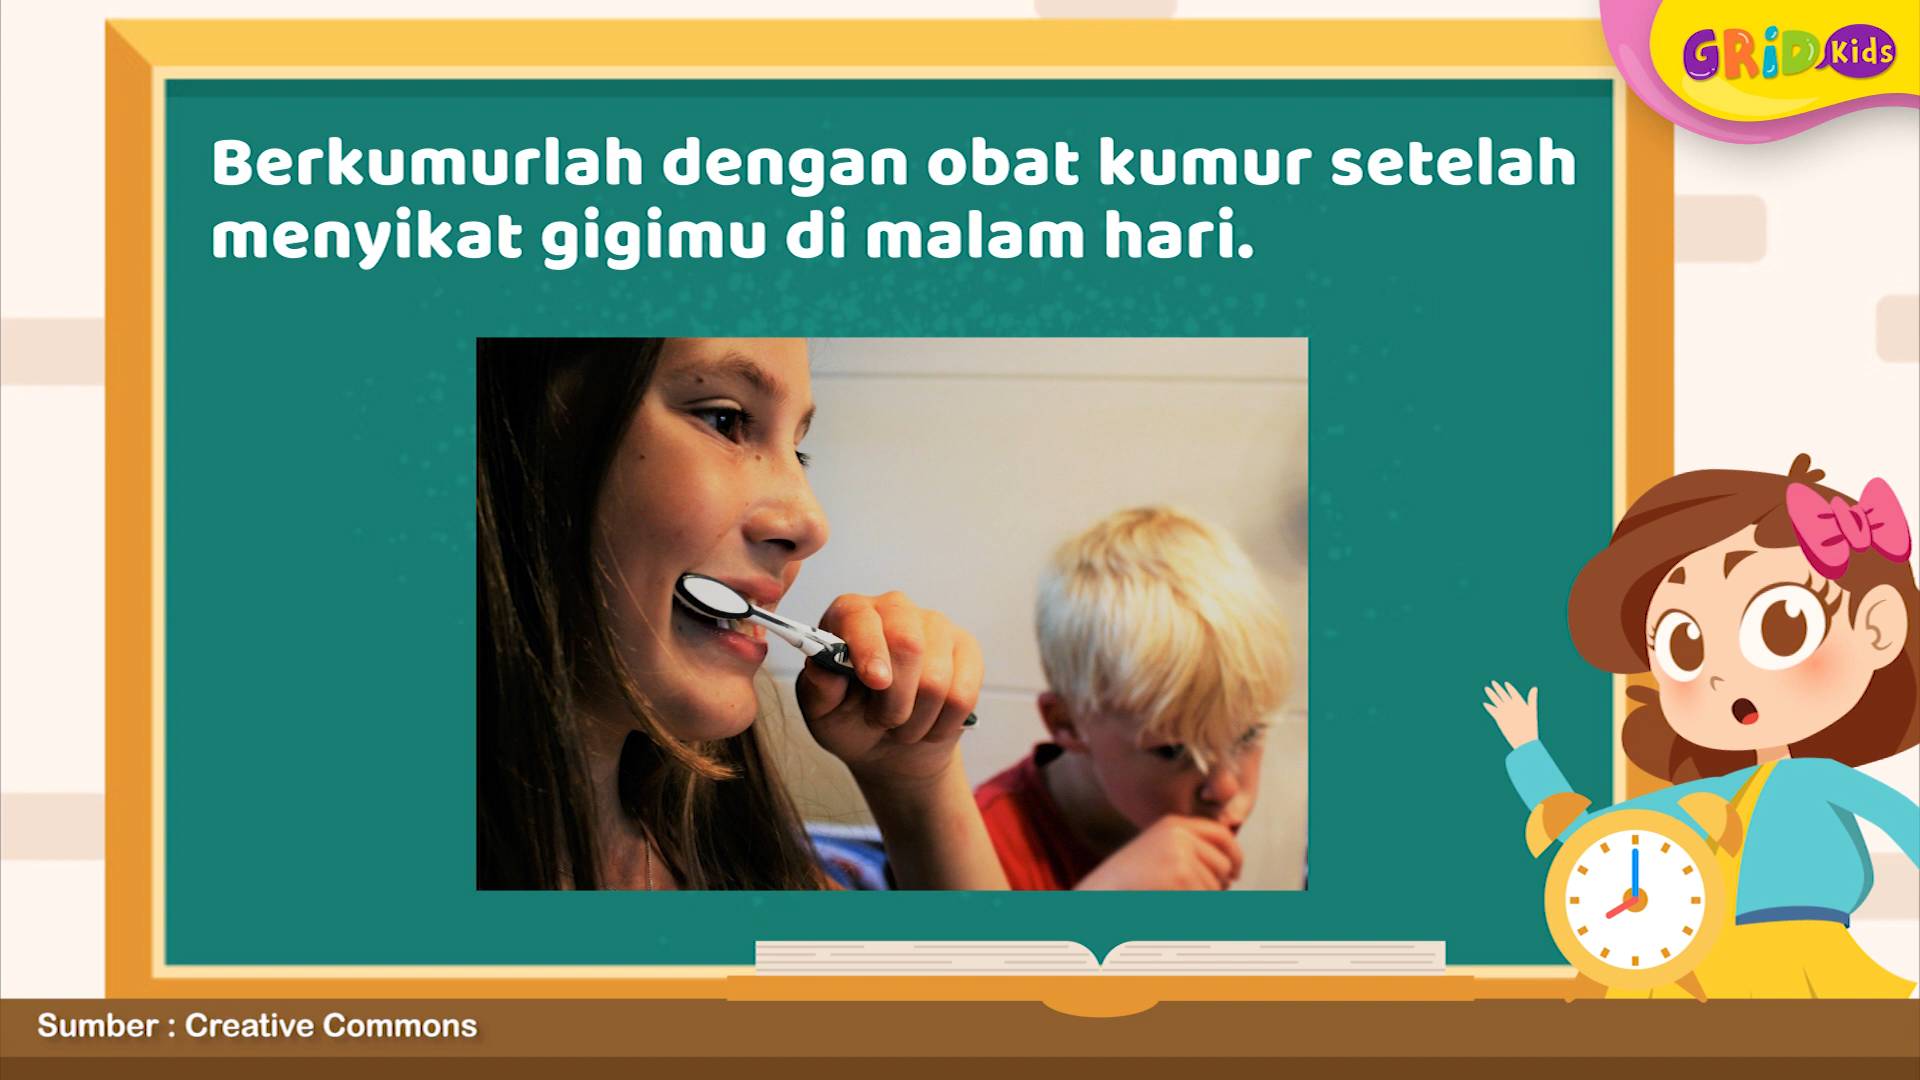 GRID Kids
Berkumurlah dengan obat kumur setelah
menyikat gigimu di malam hari.
Sumber : Creative Commons